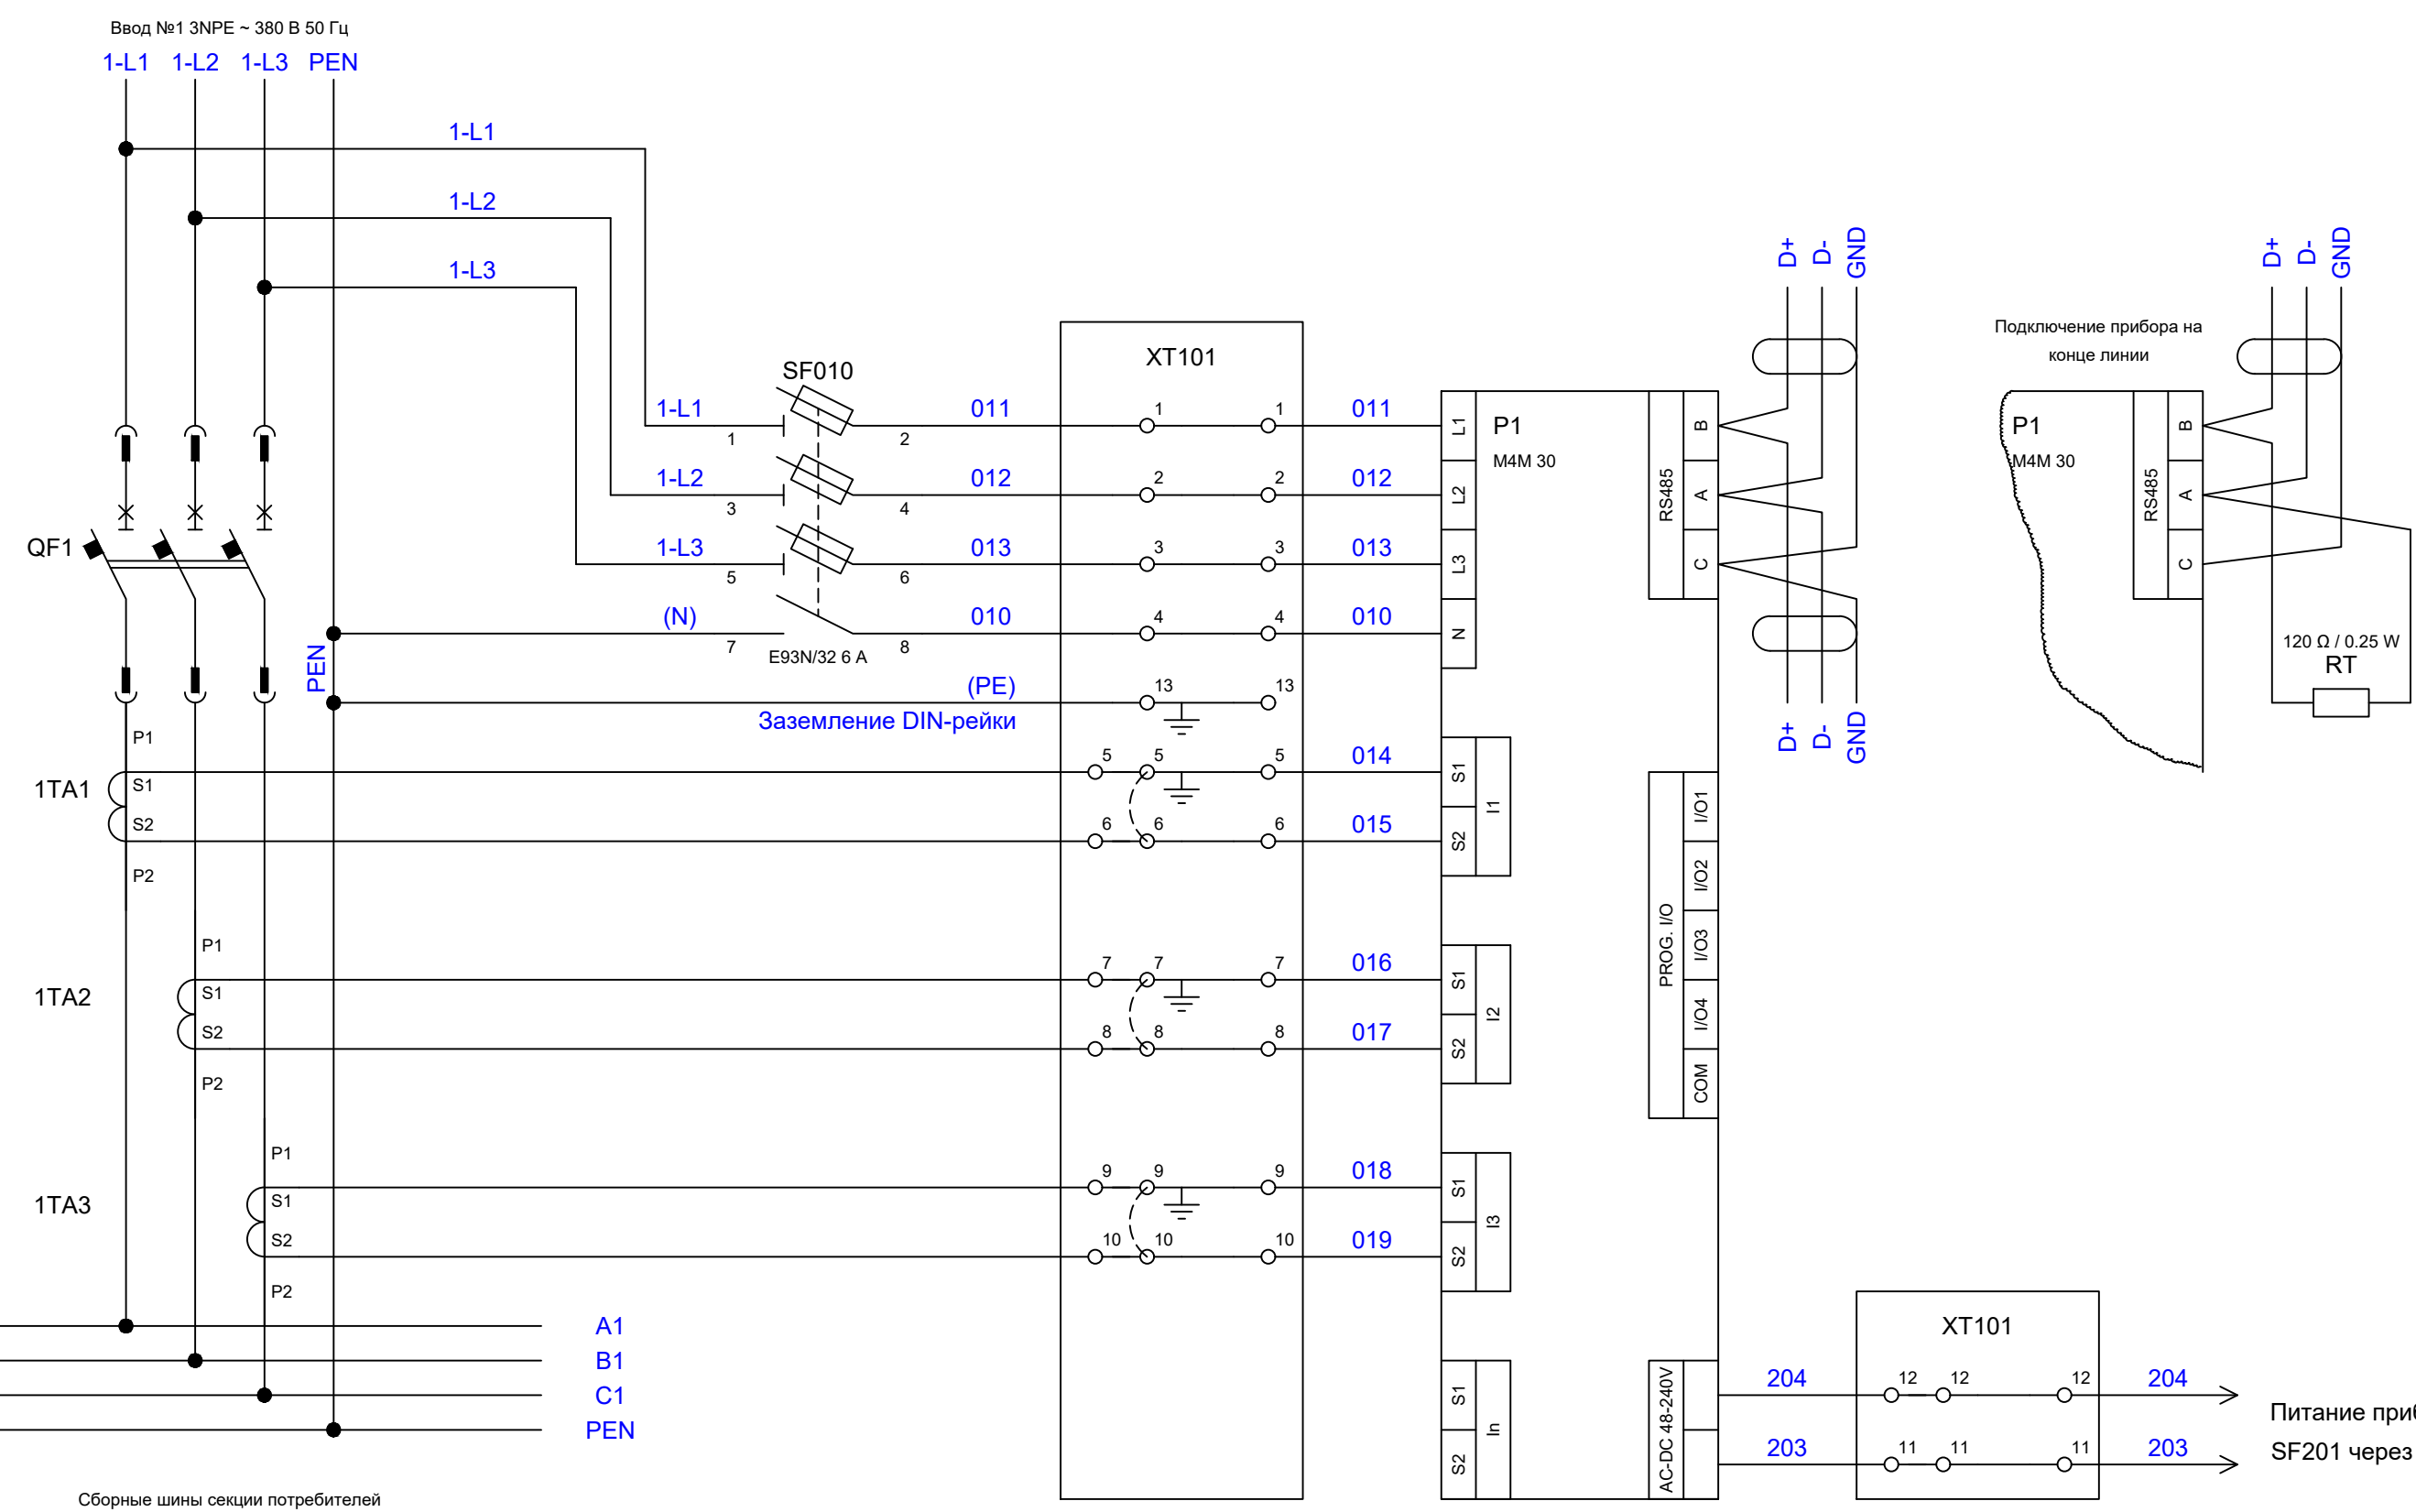 Ввод №1 3NPE ~ 380 В 50 Гц
1-L1 1-L2 1-L3 PEN
1-L1
1-L2
1-L3
D+ D- GND
D+ D- GND
Подключение прибора на
конце линии
XT101
SF010
1-L1 1 2 011 1 1 011 L1
1-L2 3 4 012 2 2 012 L2
1-L3 5 6 013 3 3 013 L3
(N) 7 8 010 4 4 010 N
E93N/32 6 A
QF1
PEN
(PE) 13 13
Заземление DIN-рейки
P1
M4M 30
RS485
B
A
C
D+ D- GND
P1
M4M 30
RS485
B
A
C
120 Ω / 0.25 W
RT
1TA1
P1
S1
S2
P2
5 5 5 014 S1
6 6 6 015 S2
I1
1TA2
P1
S1
S2
P2
7 7 7 016 S1
8 8 8 017 S2
I2
1TA3
P1
S1
S2
P2
9 9 9 018 S1
10 10 10 019 S2
I3
PROG. I/O
I/O1
I/O2
I/O3
I/O4
COM
A1
B1
C1
PEN
S1
S2
In
AC-DC 48-240V
XT101
204 12 12 12 204
203 11 11 11 203
Питание
SF201 через
Сборные шины секции потребителей